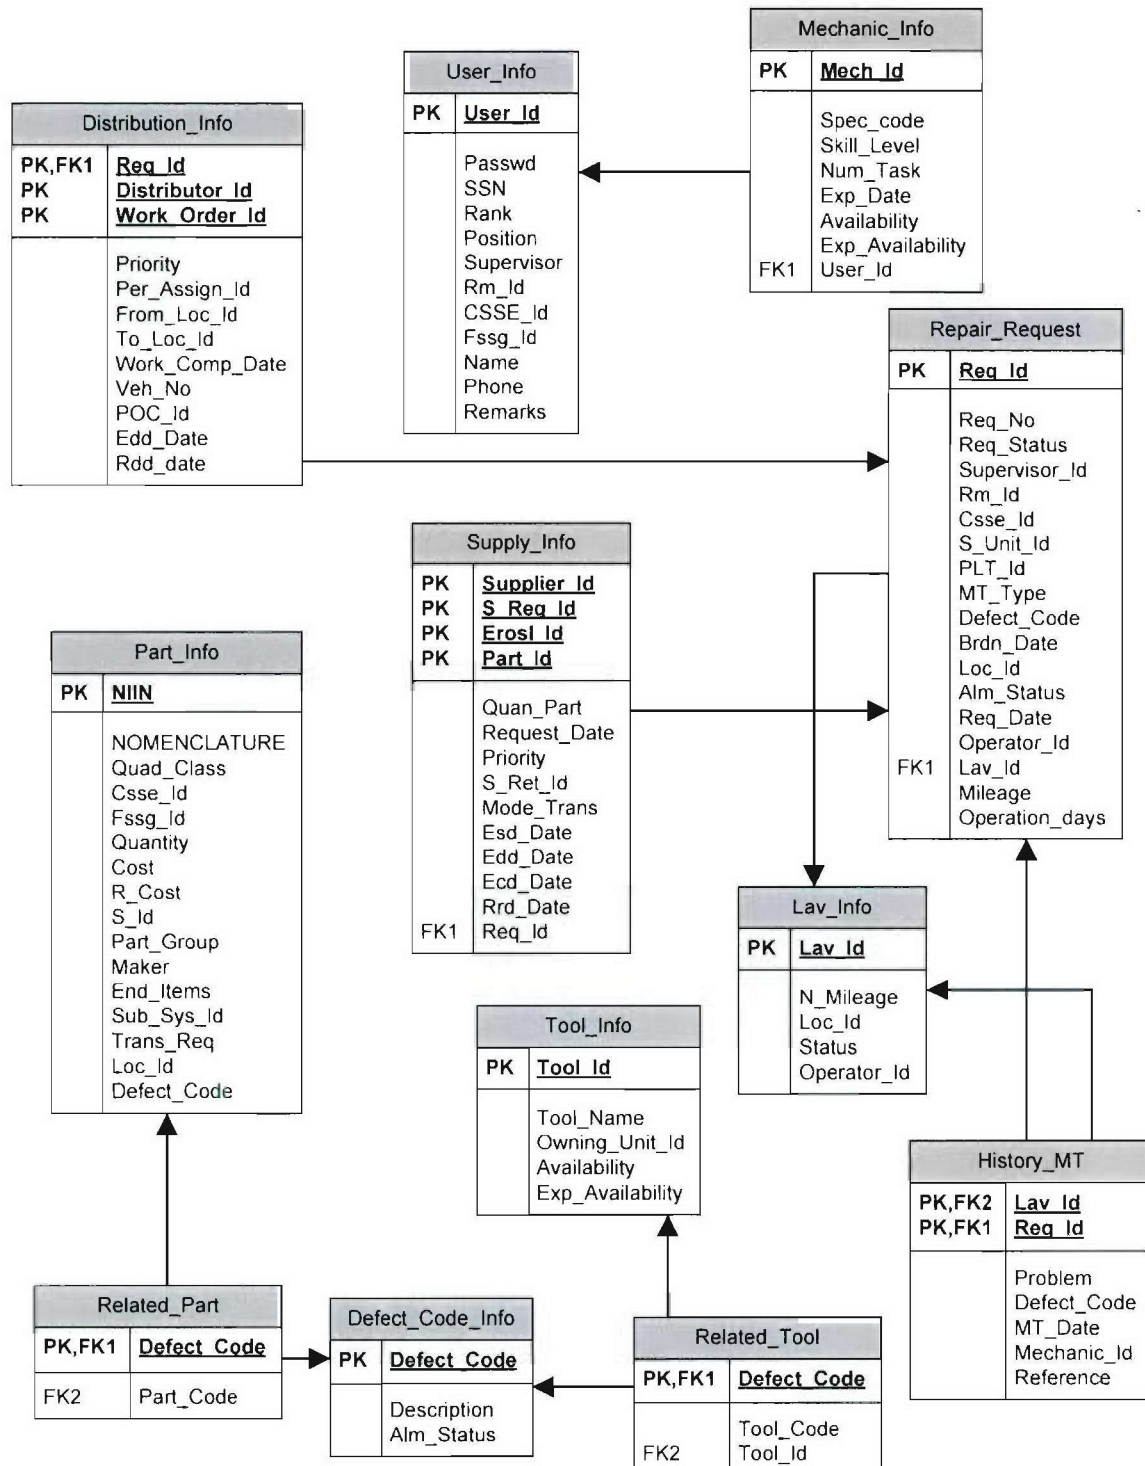 Mechanic_Info
PK Mech_Id
Spec_code
Skill_Level
Num_Task
Exp_Date
Availability
Exp_Availability
FK1 User_Id
User_Info
PK User_Id
Passwd
SSN
Rank
Position
Supervisor
Rm_Id
CSSE_Id
Fssg_Id
Name
Phone
Remarks
Distribution_Info
PK,FK1 Req_Id
PK Distributor_Id
PK Work_Order_Id
Priority
Per_Assign_Id
From_Loc_Id
To_Loc_Id
Work_Comp_Date
Veh_No
POC_Id
Edd_Date
Rdd_date
Repair_Request
PK Req_Id
Req_No
Req_Status
Supervisor_Id
Rm_Id
Csse_Id
S_Unit_Id
PLT_Id
MT_Type
Defect_Code
Brdn_Date
Loc_Id
Alm_Status
Req_Date
Operator_Id
FK1 Lav_Id
Mileage
Operation_days
Supply_Info
PK Supplier_Id
PK S_Req_Id
PK Erosl_Id
PK Part_Id
Quan_Part
Request_Date
Priority
S_Ret_Id
Mode_Trans
Esd_Date
Edd_Date
Ecd_Date
Rrd_Date
FK1 Req_Id
Part_Info
PK NIIN
NOMENCLATURE
Quad_Class
Csse_Id
Fssg_Id
Quantity
Cost
R_Cost
S_Id
Part_Group
Maker
End_Items
Sub_Sys_Id
Trans_Req
Loc_Id
Defect_Code
Lav_Info
PK Lav_Id
N_Mileage
Loc_Id
Status
Operator_Id
Tool_Info
PK Tool_Id
Tool_Name
Owning_Unit_Id
Availability
Exp_Availability
History_MT
PK,FK2 Lav_Id
PK,FK1 Req_Id
Problem
Defect_Code
MT_Date
Mechanic_Id
Reference
Related_Part
PK,FK1 Defect_Code
FK2 Part_Code
Defect_Code_Info
PK Defect_Code
Description
Alm_Status
Related_Tool
PK,FK1 Defect_Code
Tool_Code
FK2 Tool_Id